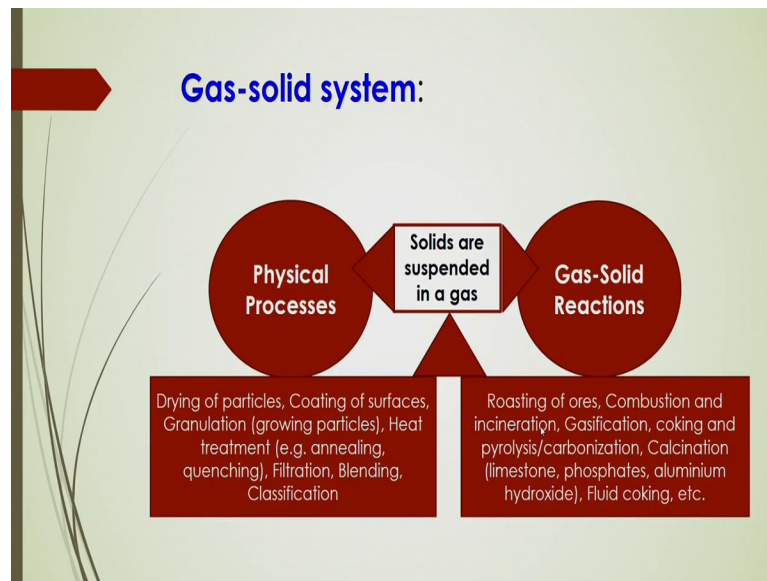 Gas-solid system:
Solids are
suspended
in a gas
Physical
Processes
Gas-Solid
Reactions
Drying of particles, Coating of surfaces,
Granulation (growing particles), Heat
treatment (e.g. annealing,
quenching), Filtration, Blending,
Classification
Roasting of ores, Combustion and
incineration, Gasification, coking and
pyrolysis/carbonization, Calcination
(limestone, phosphates, aluminium
hydroxide), Fluid coking, etc.